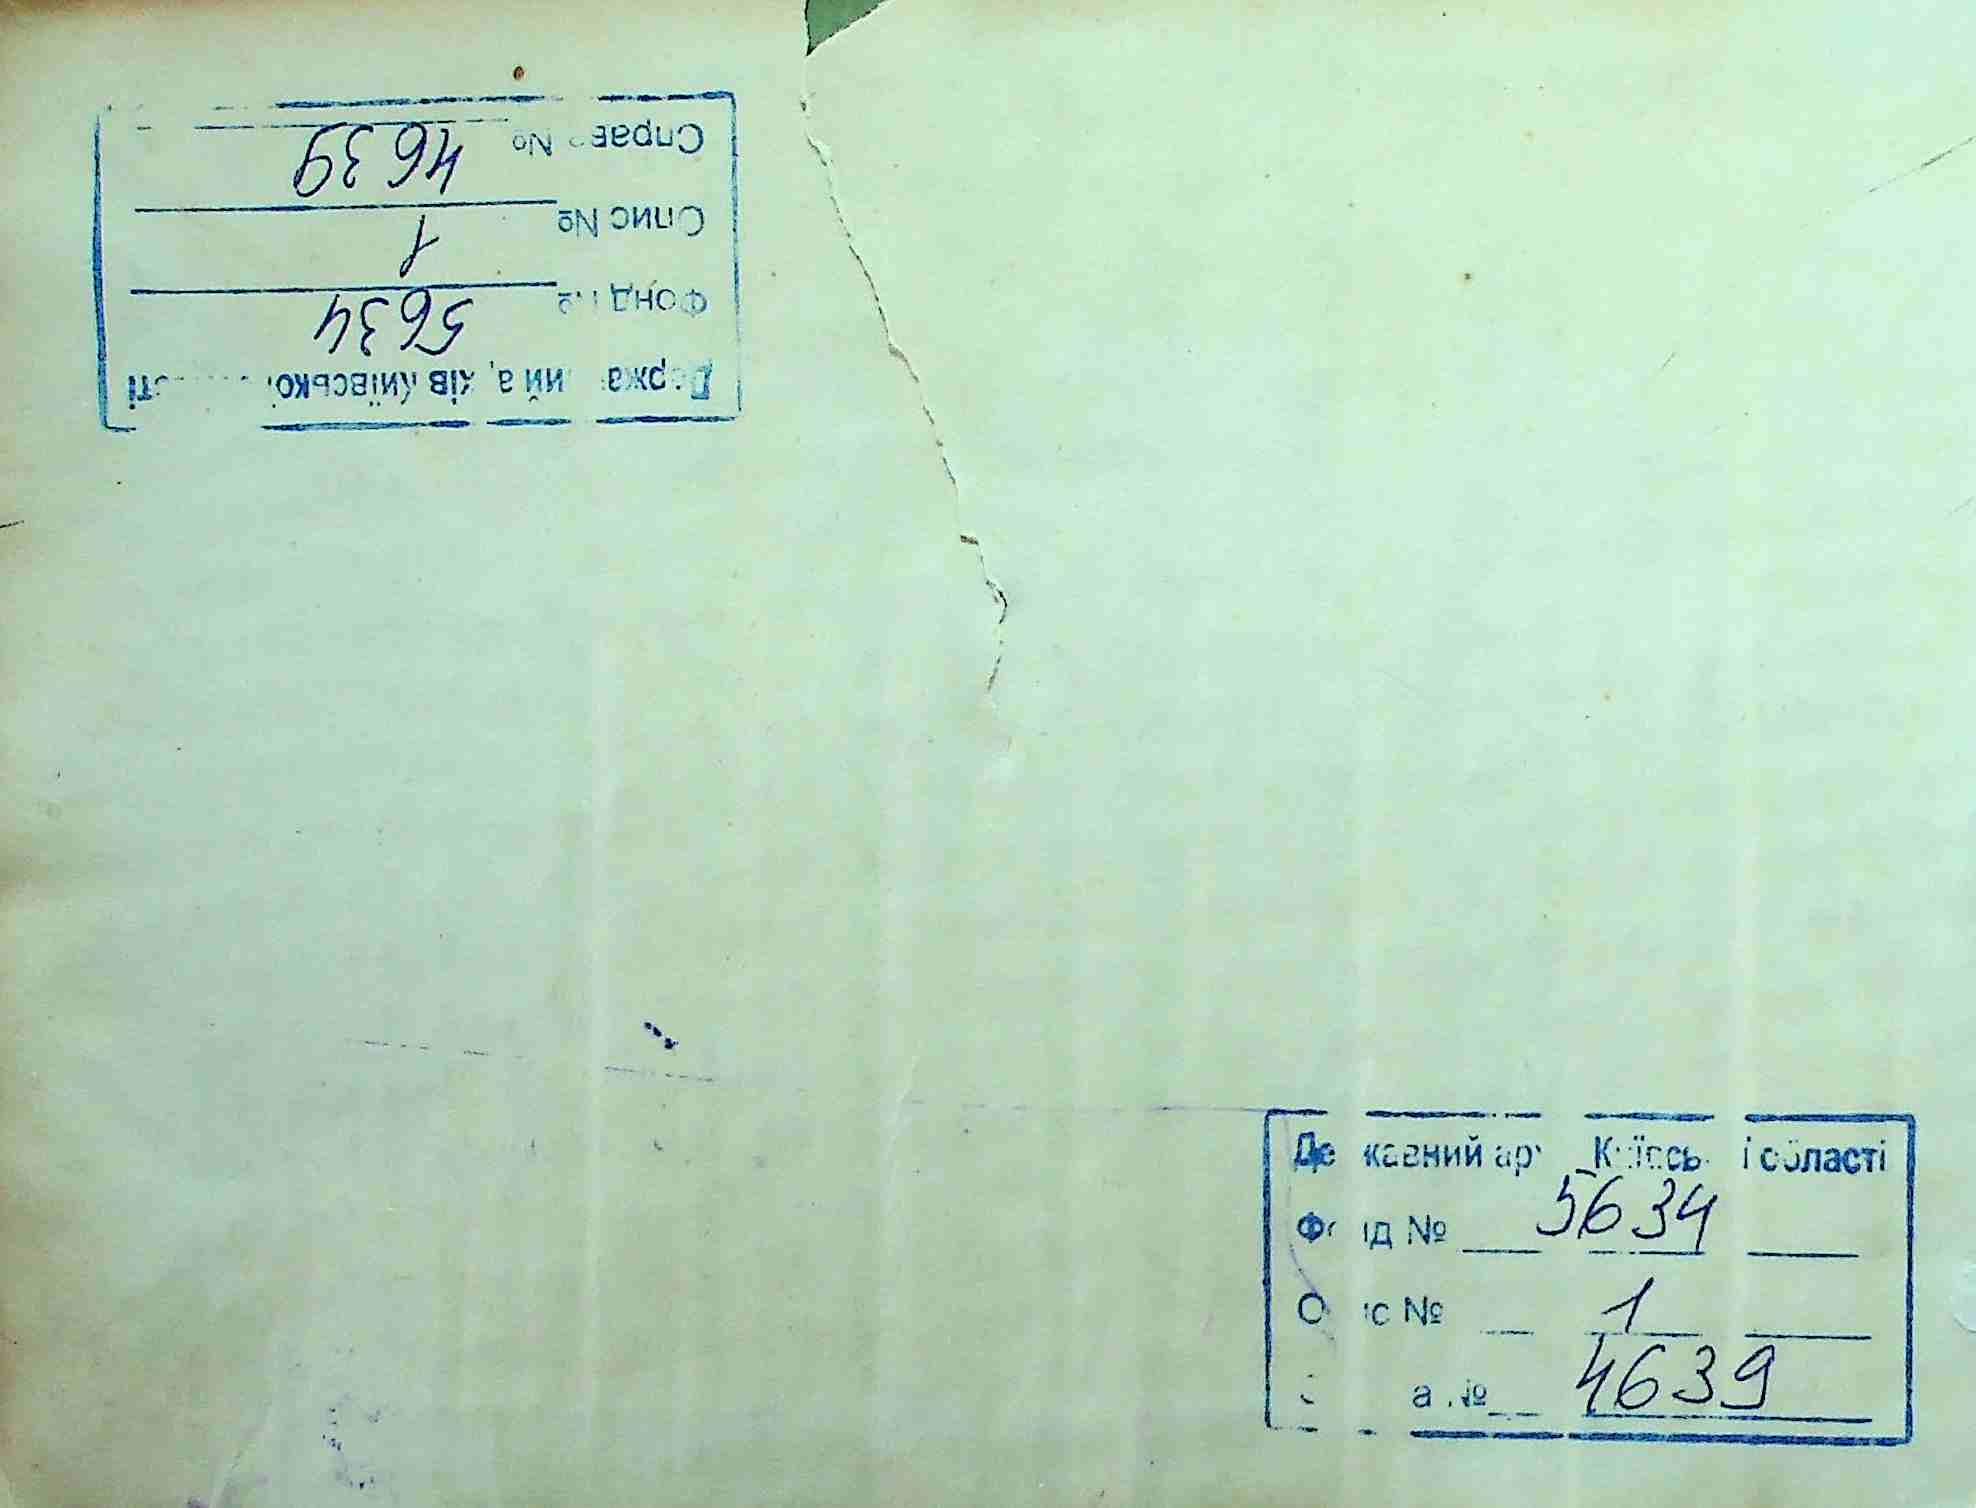 Справа № 4639
Опис № 1
Фонд № 5634
Державний архів Київської області
Державний архів Київської області
Фонд № 5634
Опис № 1
Справа № 4639